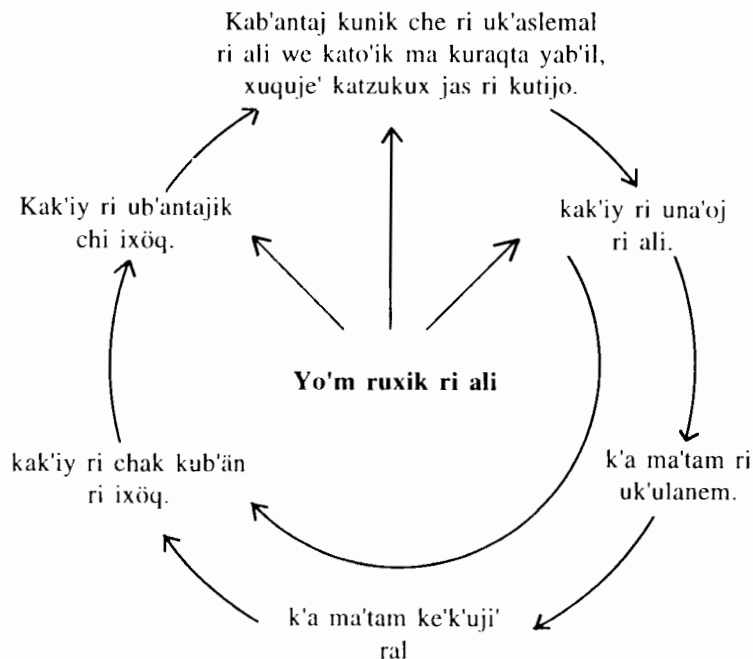 Kab'antaj kunik che ri uk'aslemal
ri ali we kato'ik ma kuraqta yab'il,
xuquje' katzukux jas ri kutijo.
Kak'iy ri ub'antajik
chi ixöq.
kak'iy ri una'oj
ri ali.
Yo'm ruxik ri ali
kak'iy ri chak kub'än
ri ixöq.
k'a ma'tam ri
uk'ulanem.
k'a ma'tam ke'k'uji'
ral